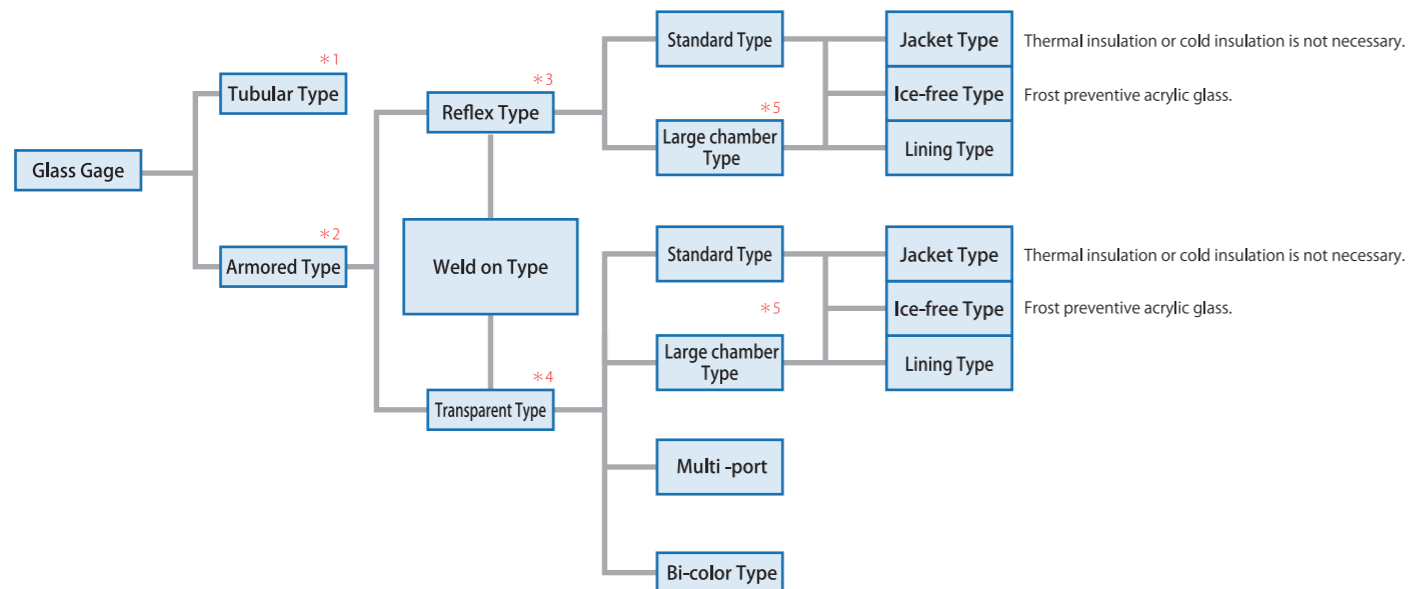 Glass Gage
*1
Tubular Type
*2
Armored Type
*3
Reflex Type
Weld on Type
*4
Transparent Type
Standard Type
*5
Large chamber
Type
Jacket Type
Thermal insulation or cold insulation is not necessary.
Ice-free Type
Frost preventive acrylic glass.
Lining Type
Standard Type
*5
Large chamber
Type
Multi -port
Bi-color Type
Jacket Type
Thermal insulation or cold insulation is not necessary.
Ice-free Type
Frost preventive acrylic glass.
Lining Type